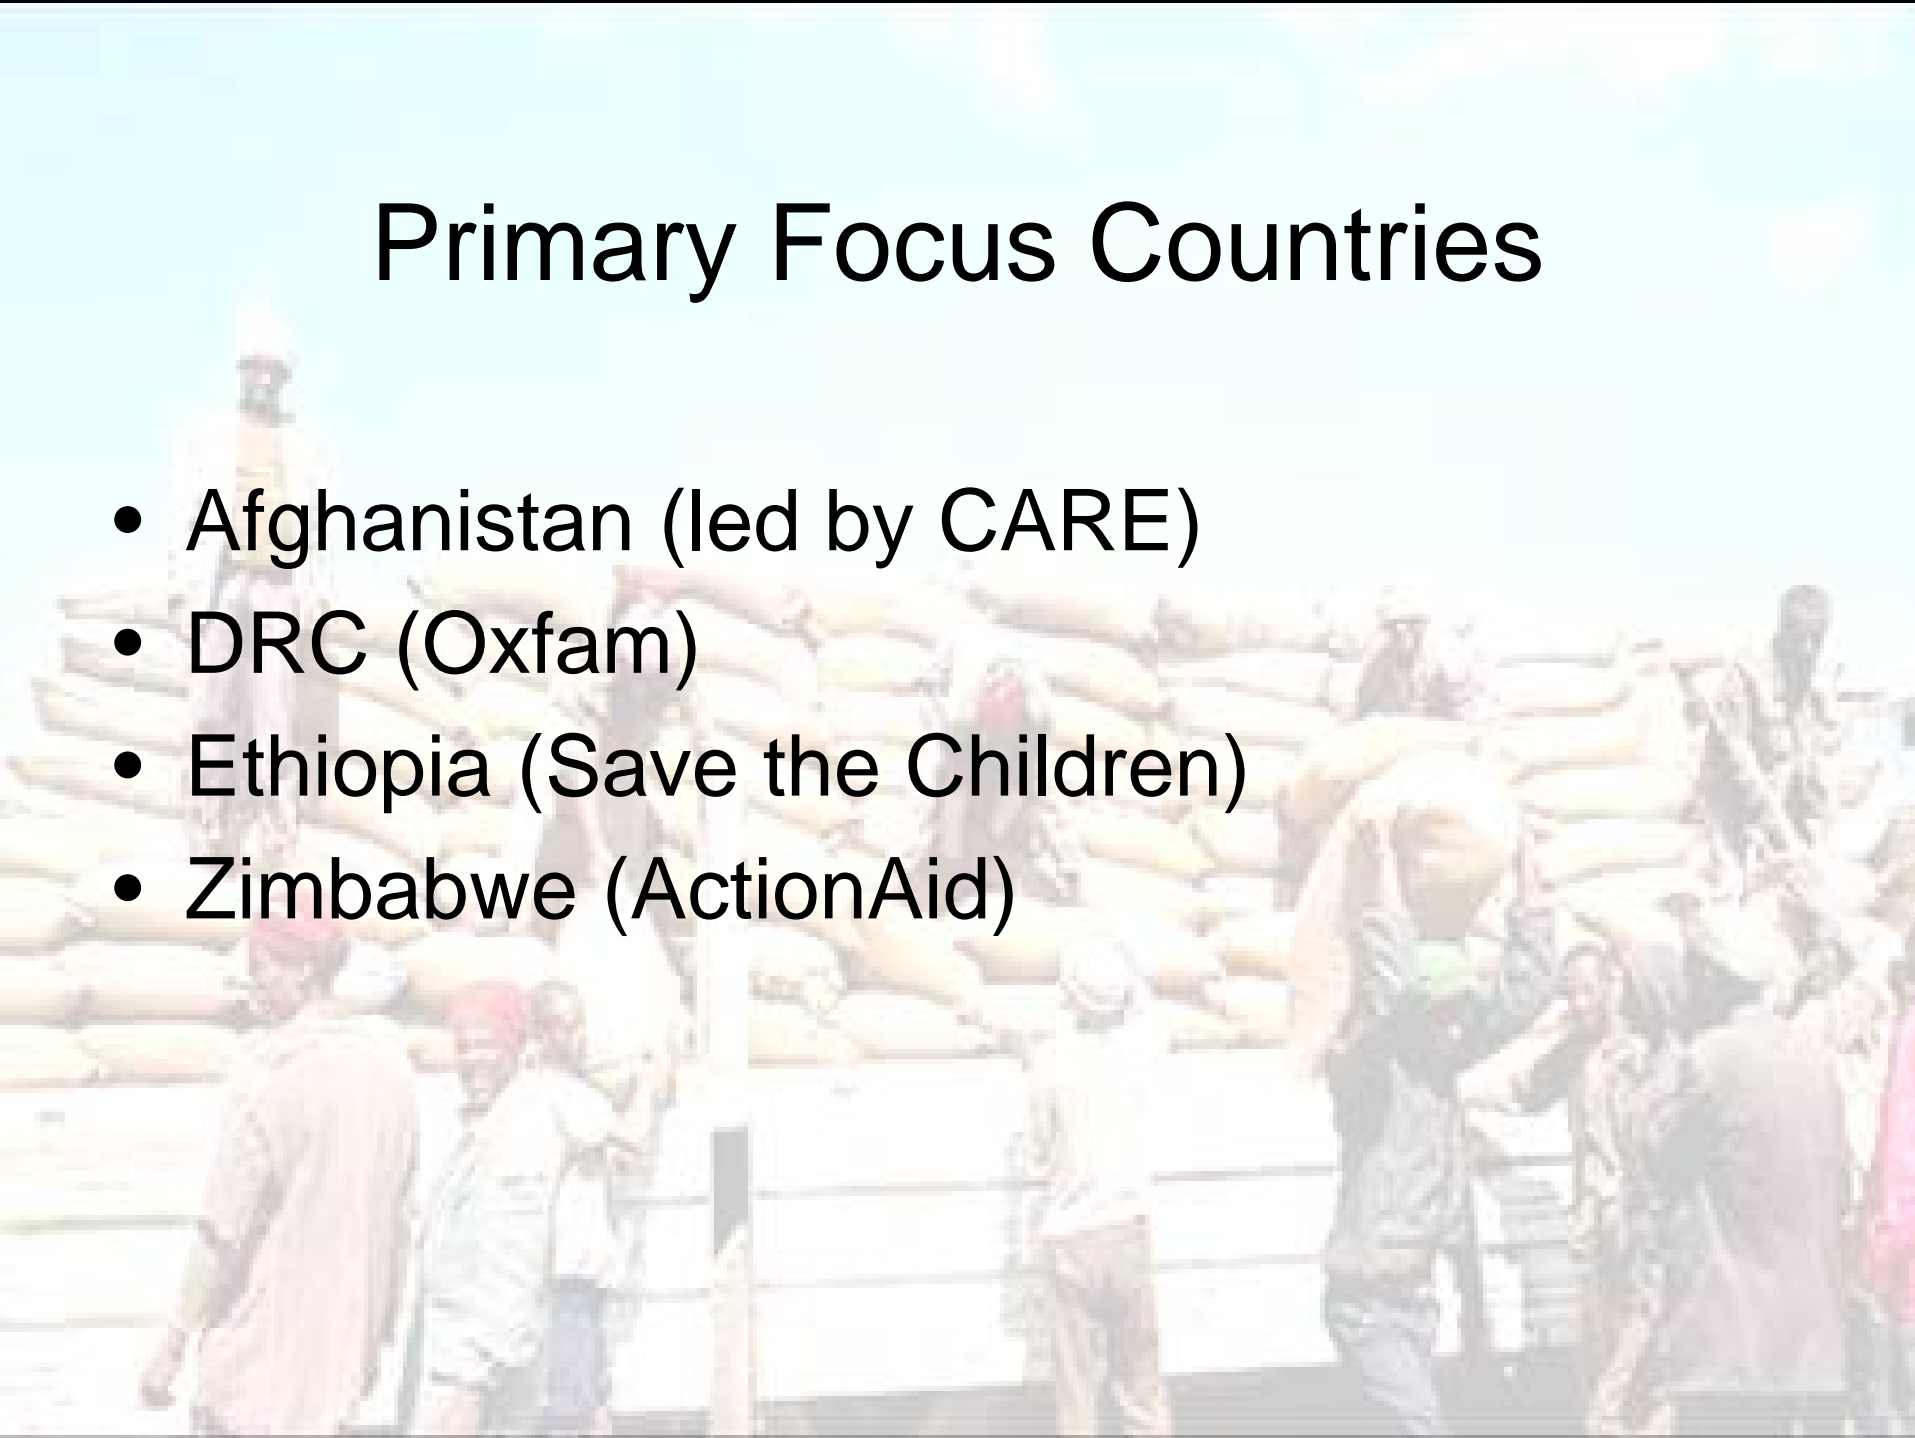 Primary Focus Countries
• Afghanistan (led by CARE)
• DRC (Oxfam)
• Ethiopia (Save the Children)
• Zimbabwe (ActionAid)